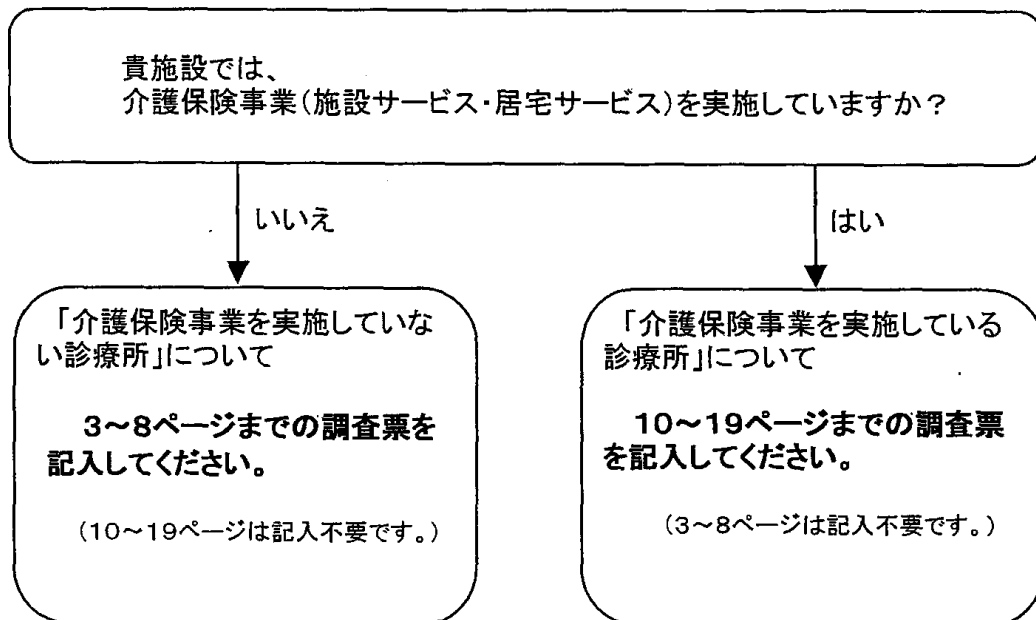 貴施設では、
介護保険事業(施設サービス・居宅サービス)を実施していますか?
いいえ
はい
「介護保険事業を実施していな
い診療所」について
3~8ページまでの調査票を
記入してください。
(10~19ページは記入不要です。)
「介護保険事業を実施している
診療所」について
10~19ページまでの調査票
を記入してください。
(3~8ページは記入不要です。)